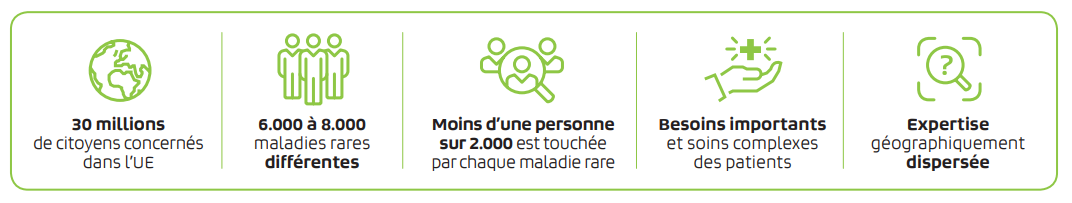 30 millions
de citoyens concernés
dans l'UE
6.000 à 8.000
maladies rares
différentes
Moins d'une personne
sur 2.000 est touchée
par chaque maladie rare
Besoins importants
et soins complexes
des patients
?
Expertise
géographiquement
dispersée